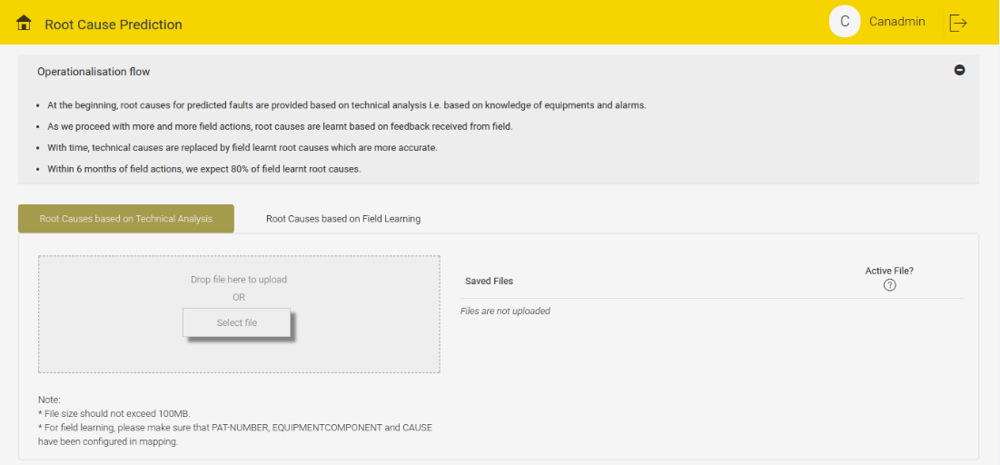 Root Cause Prediction
C
Canadmin
Operationalisation flow
• At the beginning, root causes for predicted faults are provided based on technical analysis i.e. based on knowledge of equipments and alarms.
• As we proceed with more and more field actions, root causes are learnt based on feedback received from field.
• With time, technical causes are replaced by field learnt root causes which are more accurate.
• Within 6 months of field actions, we expect 80% of field learnt root causes.
Root Causes based on Technical Analysis
Root Causes based on Field Learning
Drop file here to upload
OR
Select file
Saved Files
Active File?
?
Files are not uploaded
Note:
* File size should not exceed 100MB.
* For field learning, please make sure that PAT-NUMBER, EQUIPMENTCOMPONENT and CAUSE
have been configured in mapping.